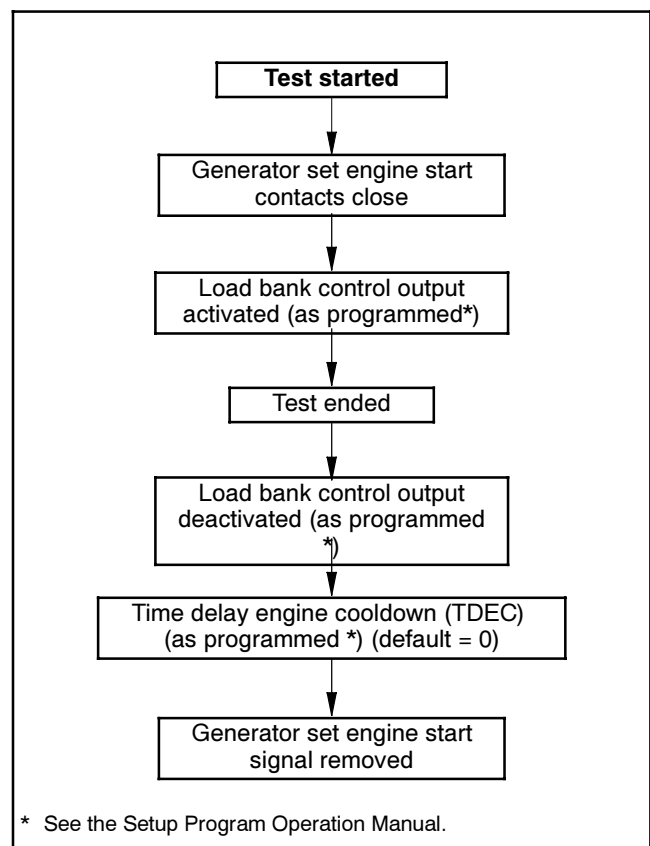 Test started
Generator set engine start
contacts close
Load bank control output
activated (as programmed*)
Test ended
Load bank control output
deactivated (as programmed
*)
Time delay engine cooldown (TDEC)
(as programmed *) (default = 0)
Generator set engine start
signal removed
* See the Setup Program Operation Manual.